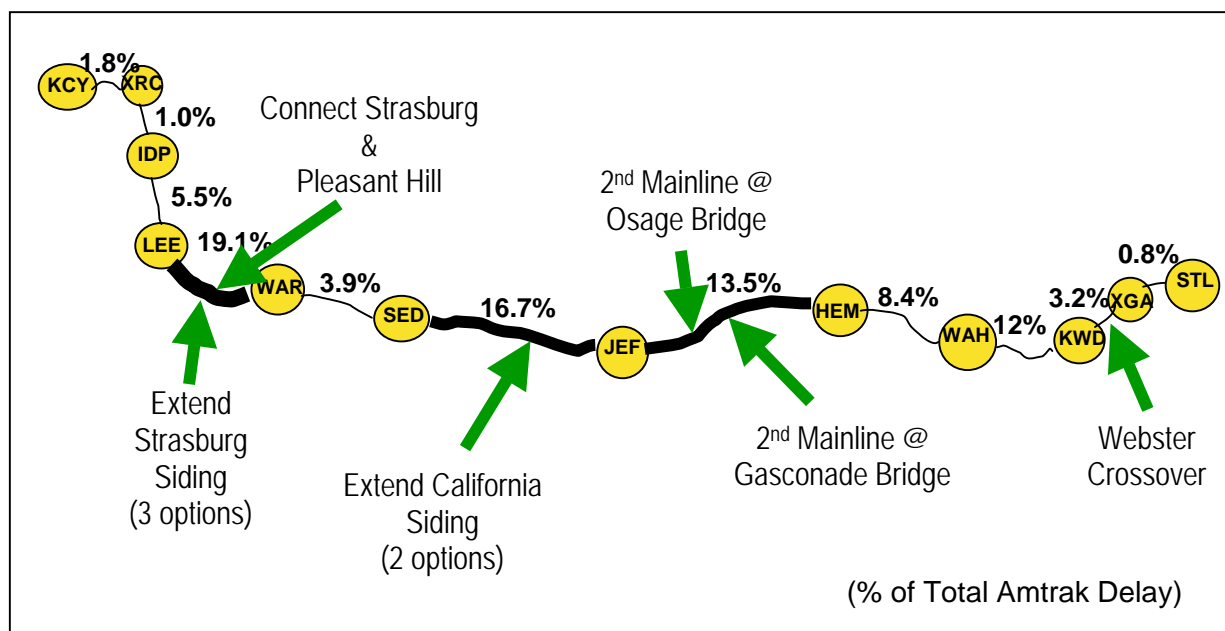 1.8%
KCY
XRC
1.0%
IDP
5.5%
LEE
19.1%
Connect Strasburg
&
Pleasant Hill
WAR
3.9%
SED
16.7%
JEF
2nd Mainline @
Osage Bridge
13.5%
HEM
8.4%
WAH
12%
KWD
3.2%
XGA
0.8%
STL
Extend
Strasburg
Siding
(3 options)
Extend California
Siding
(2 options)
2nd Mainline @
Gasconade Bridge
Webster
Crossover
(% of Total Amtrak Delay)